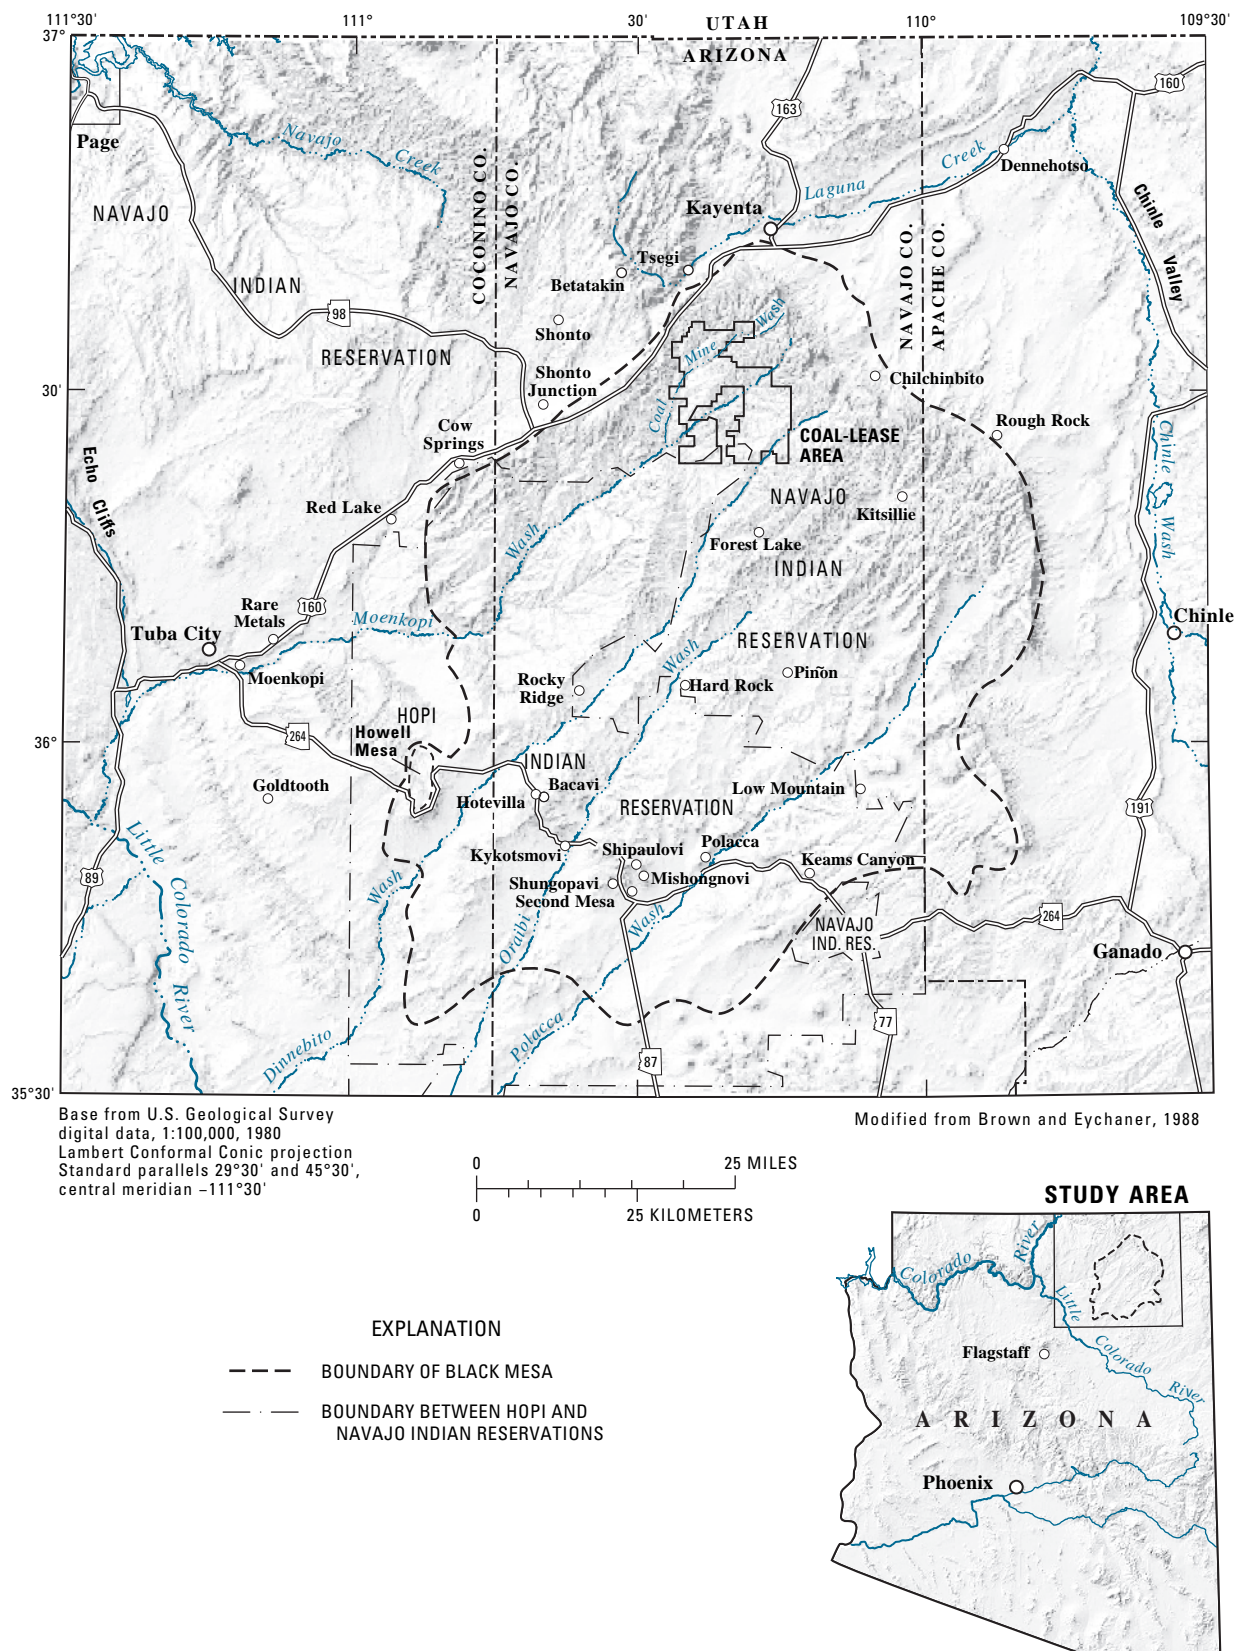 111°30'
111°
30'
110°
109°30'
37°
UTAH
ARIZONA
160
163
Page
Navajo
Creek
Creek
Dennehotso
Laguna
Chinle
Valley
NAVAJO
COCONINO CO.
NAVAJO CO.
Kayenta
NAVAJO CO.
APACHE CO.
Tsegi
Betatakin
INDIAN
98
Shonto
RESERVATION
Mine
Wash
Coal
Shonto
Junction
Chilchinbito
30'
Cow
Springs
Rough Rock
COAL-LEASE
AREA
Echo
Cliffs
Chinle
Wash
Red Lake
NAVAJO
Kitsillie
Wash
Forest Lake
INDIAN
Rare
Metals
160
Moenkopi
Tuba City
Chinle
RESERVATION
Wash
Moenkopi
Rocky
Ridge
Hard Rock
Piñon
HOPI
264
Howell
Mesa
36°
INDIAN
Goldtooth
Bacavi
Hotevilla
Low Mountain
RESERVATION
191
Little
Colorado
River
Polacca
Kykotsmovi
Shipaulovi
Keams Canyon
89
Wash
Mishongnovi
Shungopavi
Second Mesa
Wash
264
Oraibi
NAVAJO
IND. RES.
Ganado
Polacca
77
Dinnebito
87
35°30'
Base from U.S. Geological Survey
digital data, 1:100,000, 1980
Lambert Conformal Conic projection
Standard parallels 29°30' and 45°30',
central meridian –111°30'
Modified from Brown and Eychaner, 1988
0
25 MILES
0
25 KILOMETERS
STUDY AREA
Colorado
River
Little
Colorado
River
Flagstaff
ARIZONA
Phoenix
EXPLANATION
BOUNDARY OF BLACK MESA
BOUNDARY BETWEEN HOPI AND
NAVAJO INDIAN RESERVATIONS